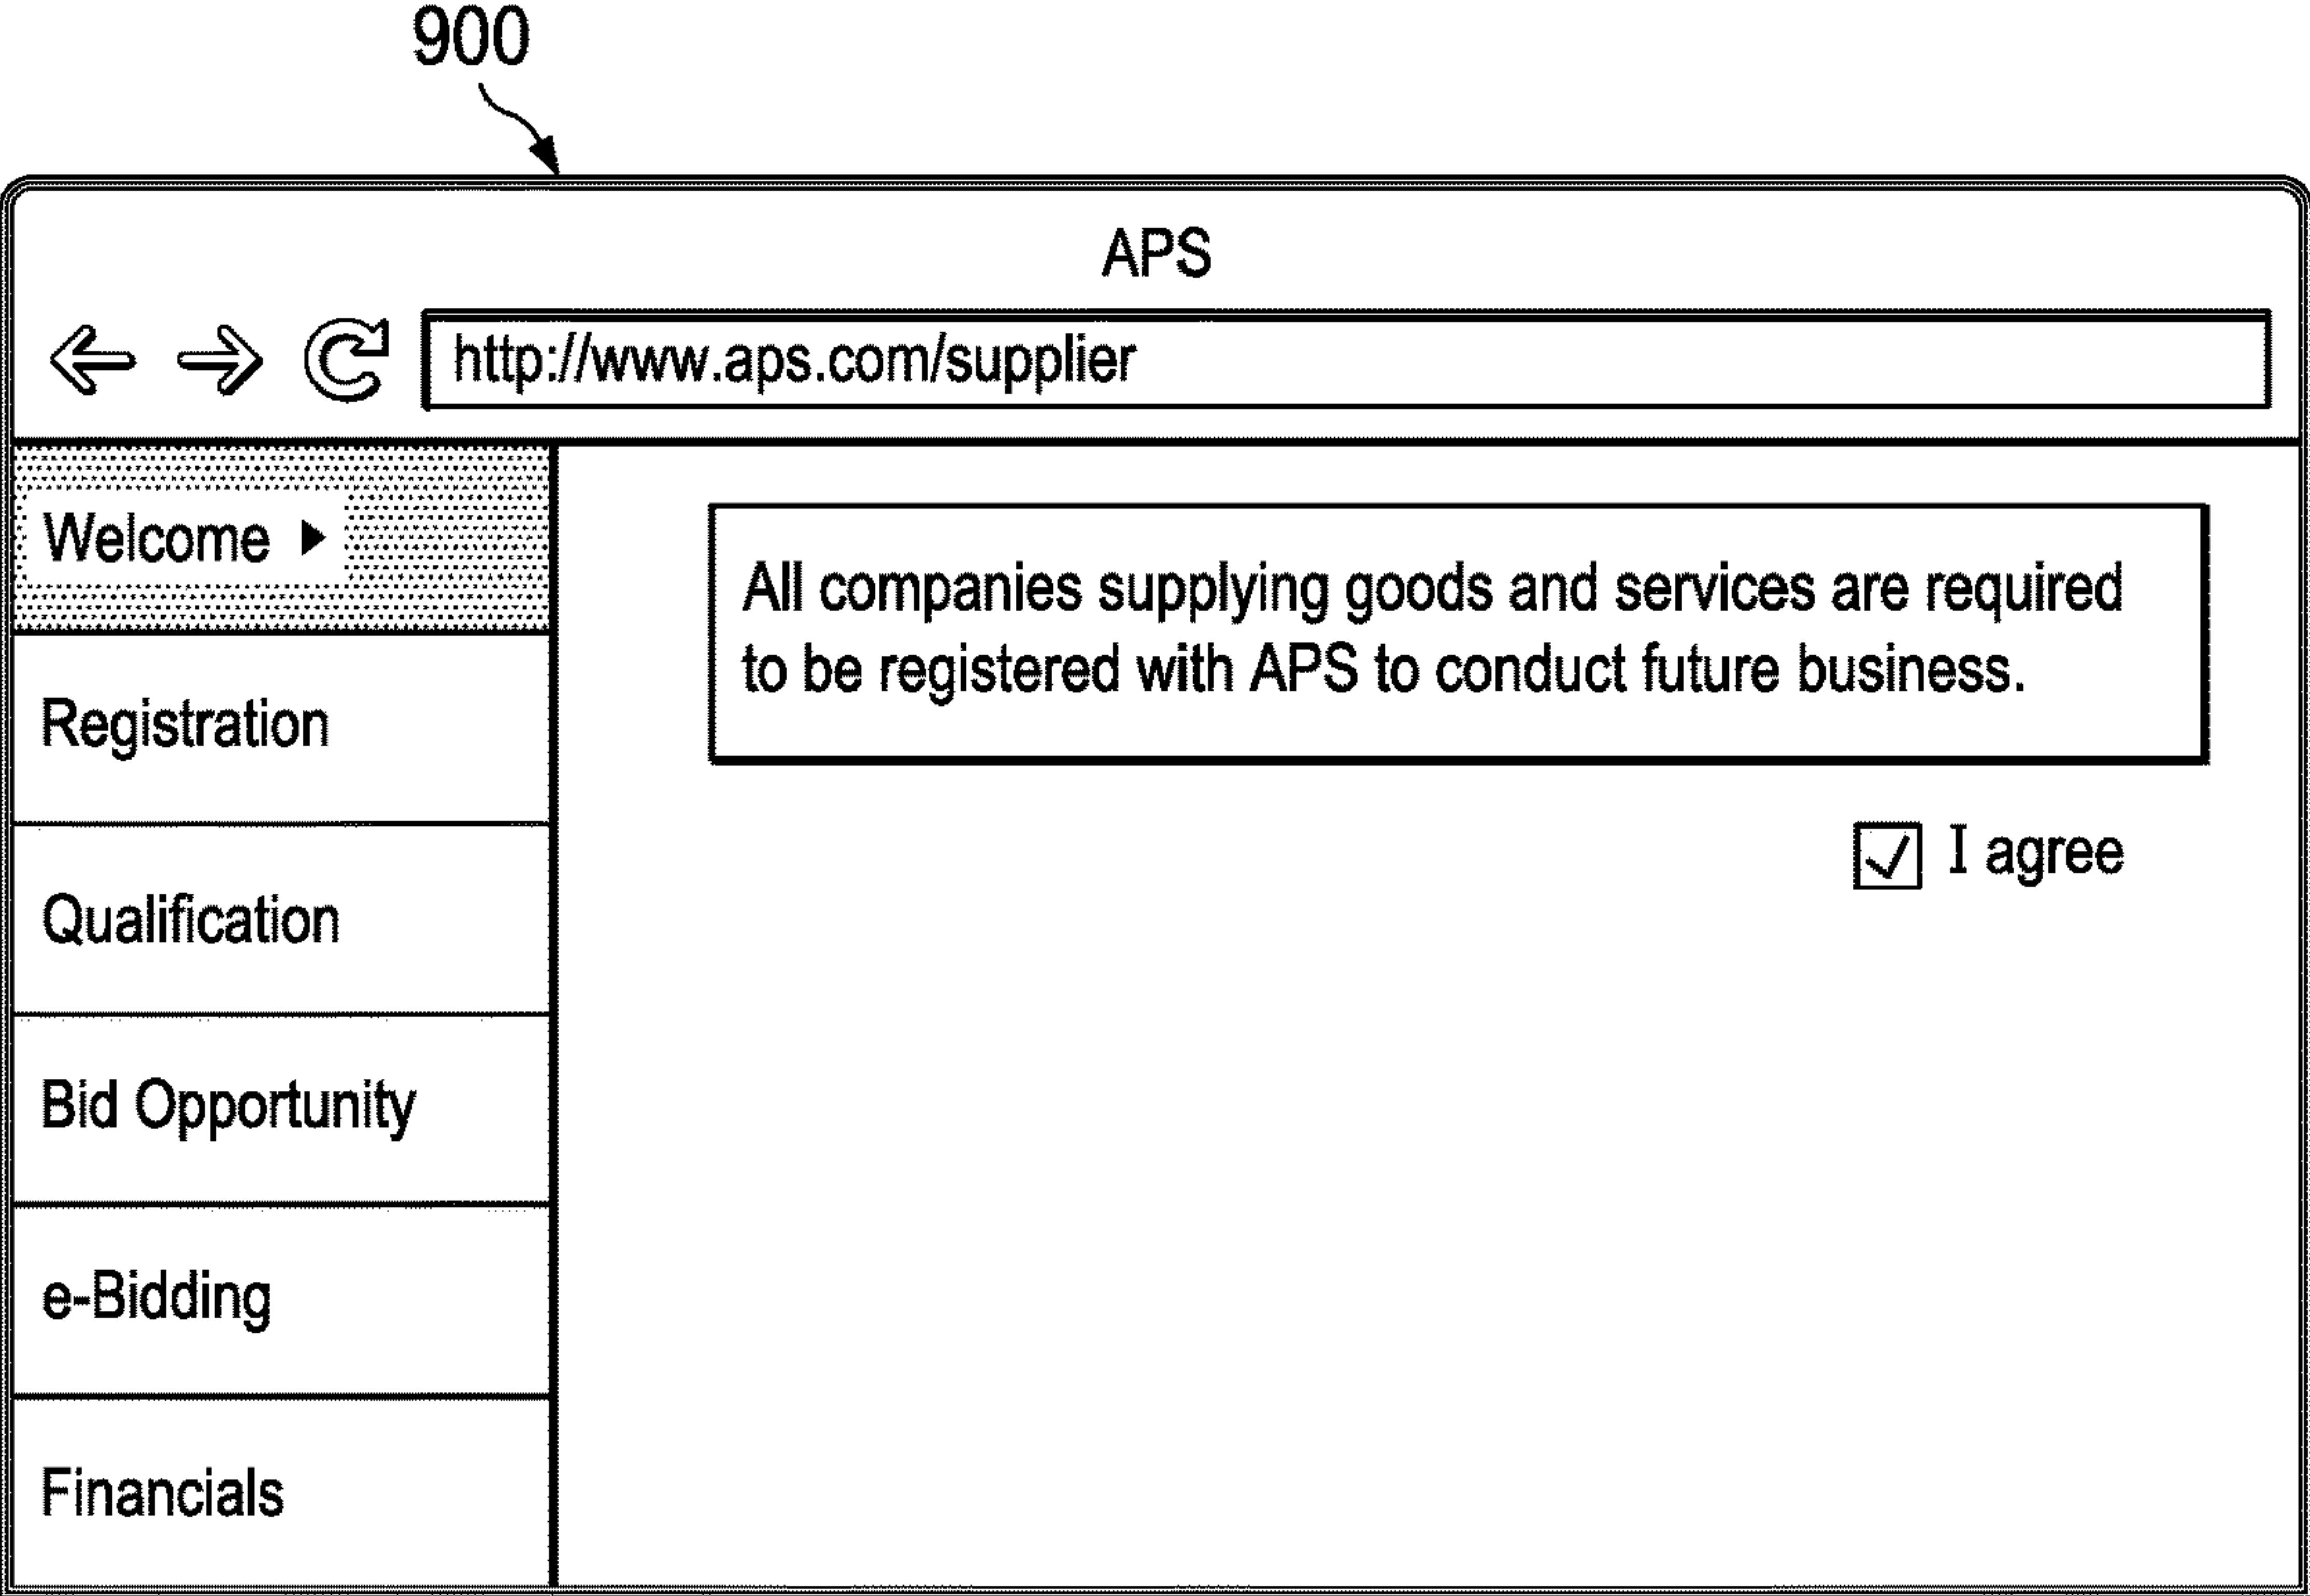 900
APS
http://www.aps.com/supplier
Welcome ▶
Registration
Qualification
Bid Opportunity
e-Bidding
Financials
All companies supplying goods and services are required
to be registered with APS to conduct future business.
I agree